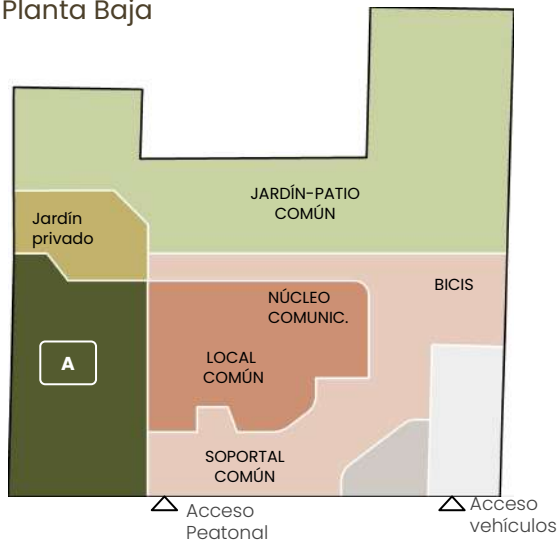 Planta Baja
JARDÍN-PATIO
COMÚN
Jardín
privado
BICIS
NÚCLEO
COMUNIC.
A
LOCAL
COMÚN
SOPORTAL
COMÚN
Acceso
Peatonal
Acceso
vehículos